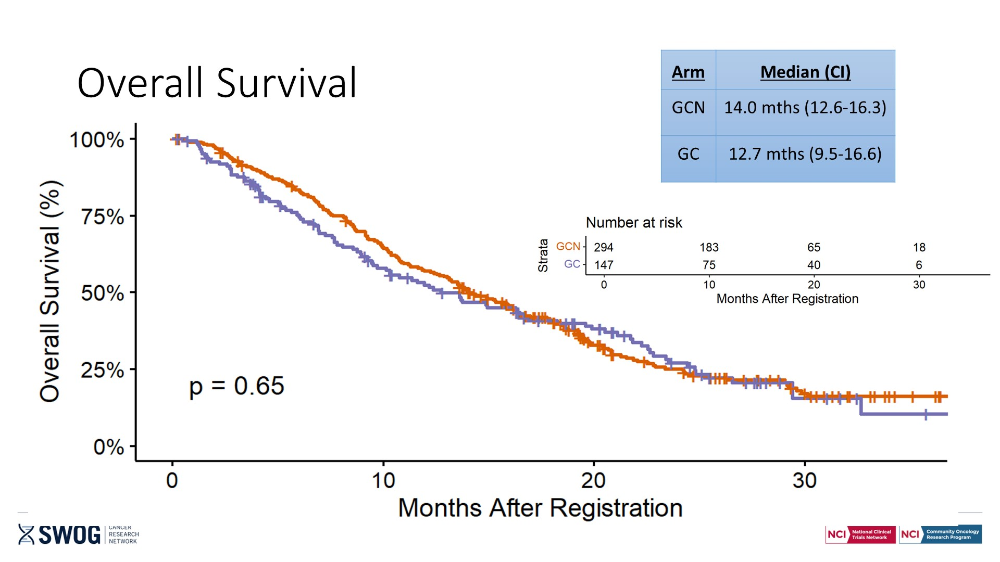 Overall Survival
Arm Median (CI)
GCN 14.0 mths (12.6-16.3)
GC 12.7 mths (9.5-16.6)
Overall Survival (%)
100%
75%
50%
25%
0%
p = 0.65
0 10 20 30
Months After Registration
Number at risk
Strata
GCN 294 183 65 18
GC 147 75 40 6
0 10 20 30
Months After Registration
SWOG
CANCER
RESEARCH
NETWORK
NCI National Clinical
Trials Network
NCI Community Oncology
Research Program